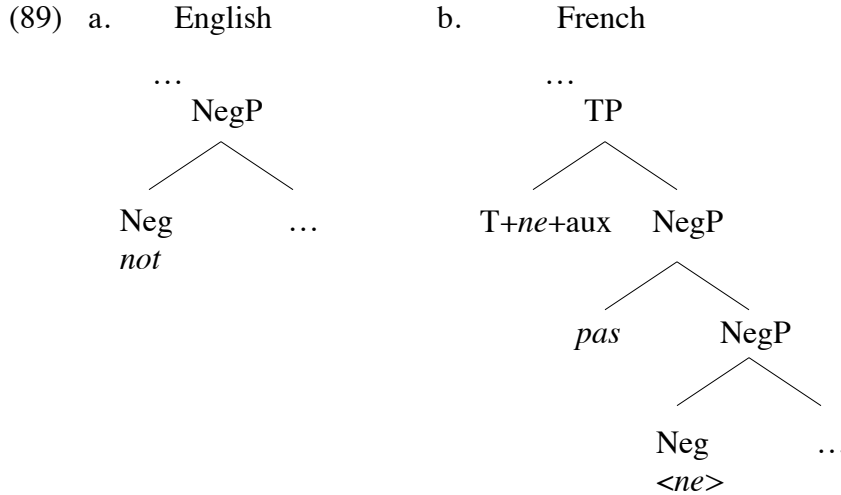 (89) a. English b. French
… …
NegP TP
Neg … T+ne+aux NegP
not
pas NegP
Neg …
<ne>